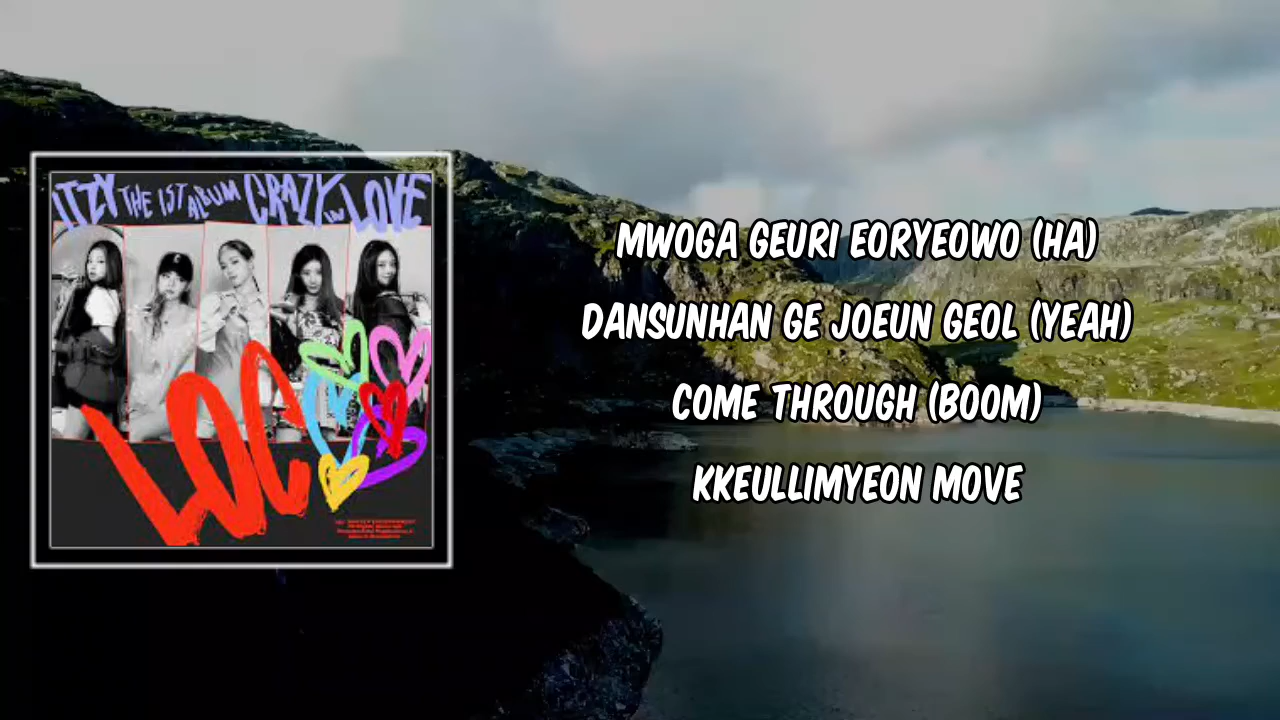 ITZY THE 1ST ALBUM CRAZY IN LOVE
LOCO
MWOGA GEURI EORYEOWO (HA)
DANSUNHAN GE JOEUN GEOL (YEAH)
COME THROUGH (BOOM)
KKEULLIMYEON MOVE